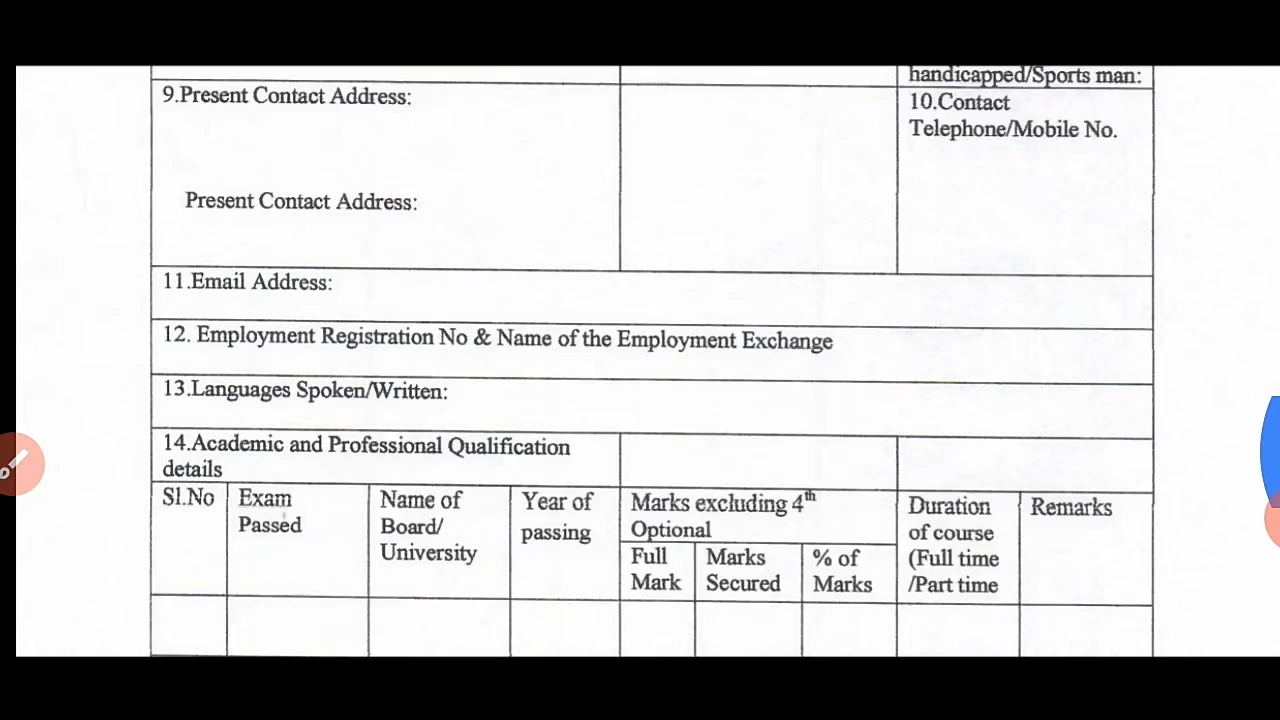 handicapped/Sports man:
9.Present Contact Address:
10.Contact
Telephone/Mobile No.
Present Contact Address:
11.Email Address:
12. Employment Registration No & Name of the Employment Exchange
13.Languages Spoken/Written:
14.Academic and Professional Qualification
details
Sl.No
Exam
Passed
Name of
Board/
University
Year of
passing
Marks excluding 4th
Optional
Full
Mark
Marks
Secured
% of
Marks
Duration
of course
(Full time
/Part time
Remarks